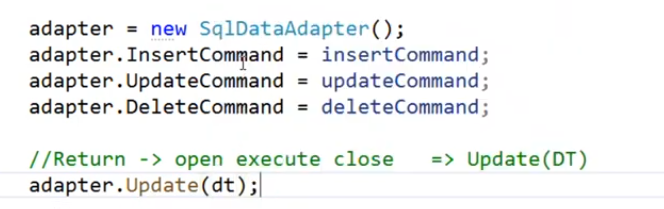 adapter = new SqlDataAdapter();
adapter.InsertCommand = insertCommand;
adapter.UpdateCommand = updateCommand;
adapter.DeleteCommand = deleteCommand;
//Return -> open execute close   => Update(DT)
adapter.Update(dt);